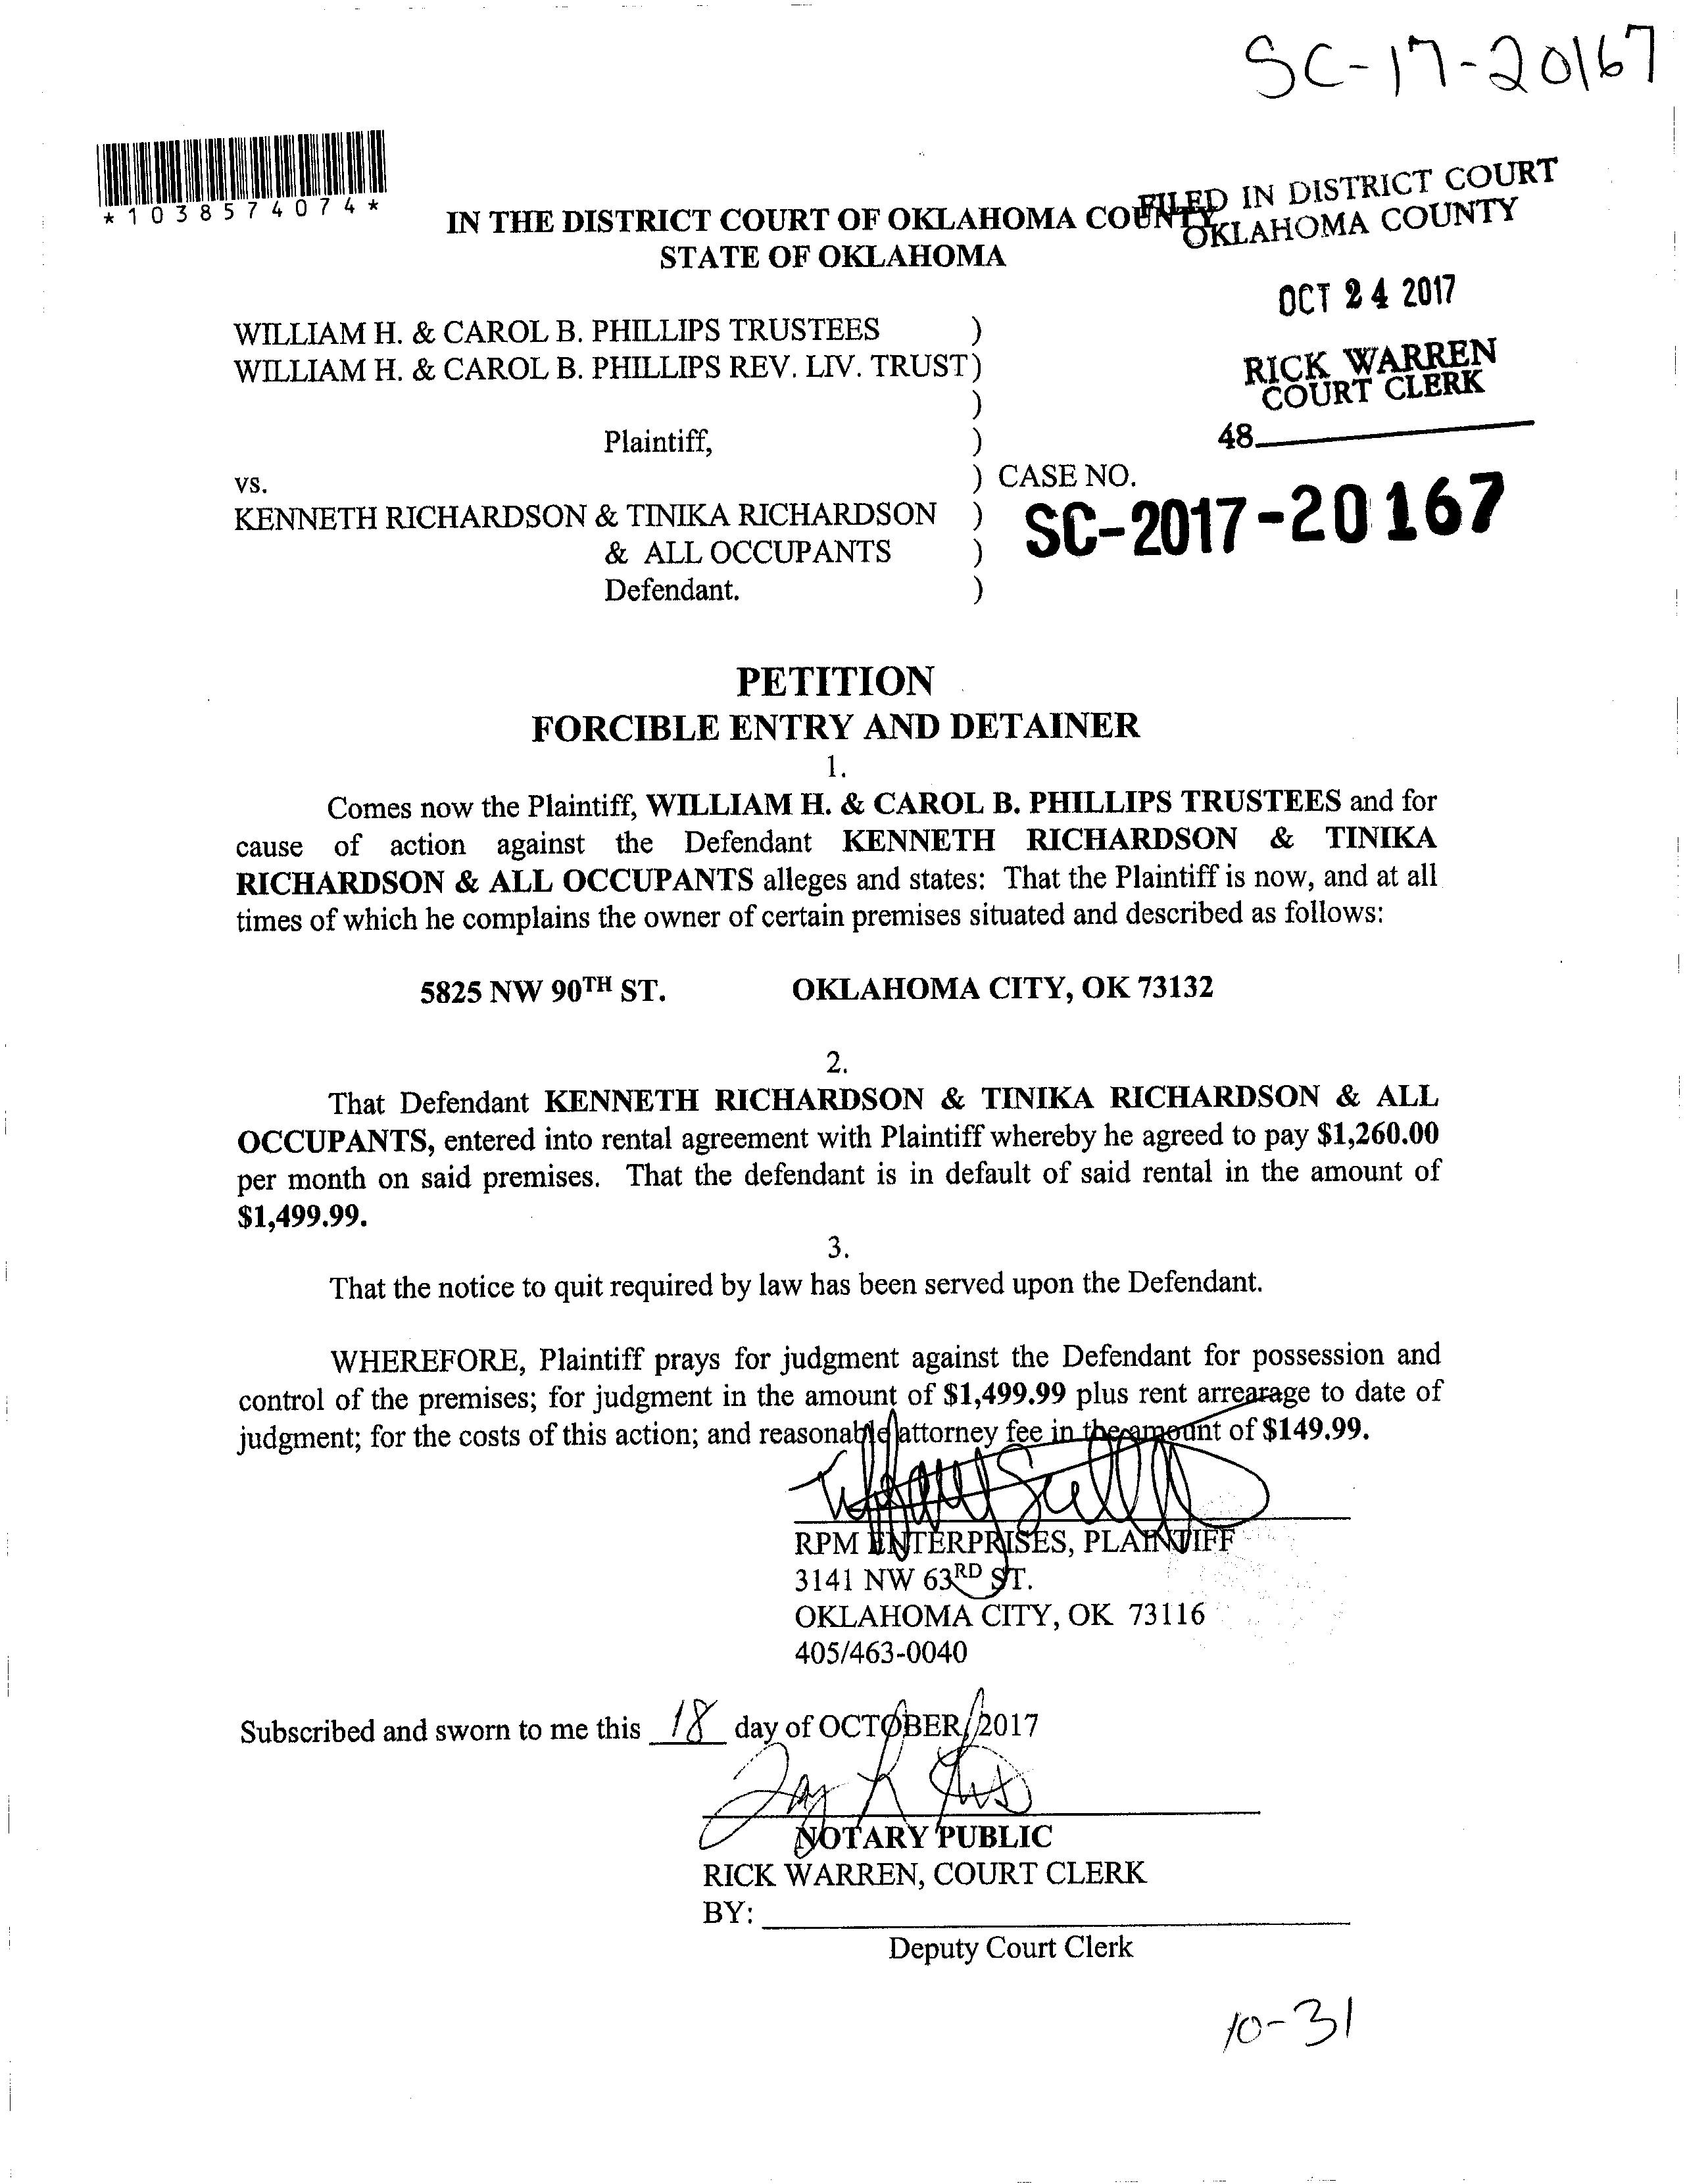 SC-17-20167
*1038574074*
FILED IN DISTRICT COURT
OKLAHOMA COUNTY
IN THE DISTRICT COURT OF OKLAHOMA COUNTY
STATE OF OKLAHOMA
OCT 24 2017
RICK WARREN
COURT CLERK
48
WILLIAM H. & CAROL B. PHILLIPS TRUSTEES )
WILLIAM H. & CAROL B. PHILLIPS REV. LIV. TRUST)
)
Plaintiff, )
vs. ) CASE NO.
KENNETH RICHARDSON & TINIKA RICHARDSON ) SC-2017-20167
& ALL OCCUPANTS )
Defendant. )
PETITION
FORCIBLE ENTRY AND DETAINER
1.
Comes now the Plaintiff, WILLIAM H. & CAROL B. PHILLIPS TRUSTEES and for
cause of action against the Defendant KENNETH RICHARDSON & TINIKA
RICHARDSON & ALL OCCUPANTS alleges and states: That the Plaintiff is now, and at all
times of which he complains the owner of certain premises situated and described as follows:
5825 NW 90TH ST. OKLAHOMA CITY, OK 73132
2.
That Defendant KENNETH RICHARDSON & TINIKA RICHARDSON & ALL
OCCUPANTS, entered into rental agreement with Plaintiff whereby he agreed to pay $1,260.00
per month on said premises. That the defendant is in default of said rental in the amount of
$1,499.99.
3.
That the notice to quit required by law has been served upon the Defendant.
WHEREFORE, Plaintiff prays for judgment against the Defendant for possession and
control of the premises; for judgment in the amount of $1,499.99 plus rent arrearage to date of
judgment; for the costs of this action; and reasonable attorney fee in the amount of $149.99.
RPM ENTERPRISES, PLAINTIFF
3141 NW 63RD ST.
OKLAHOMA CITY, OK 73116
405/463-0040
Subscribed and sworn to me this 18 day of OCTOBER, 2017
NOTARY PUBLIC
RICK WARREN, COURT CLERK
BY:
Deputy Court Clerk
10-31